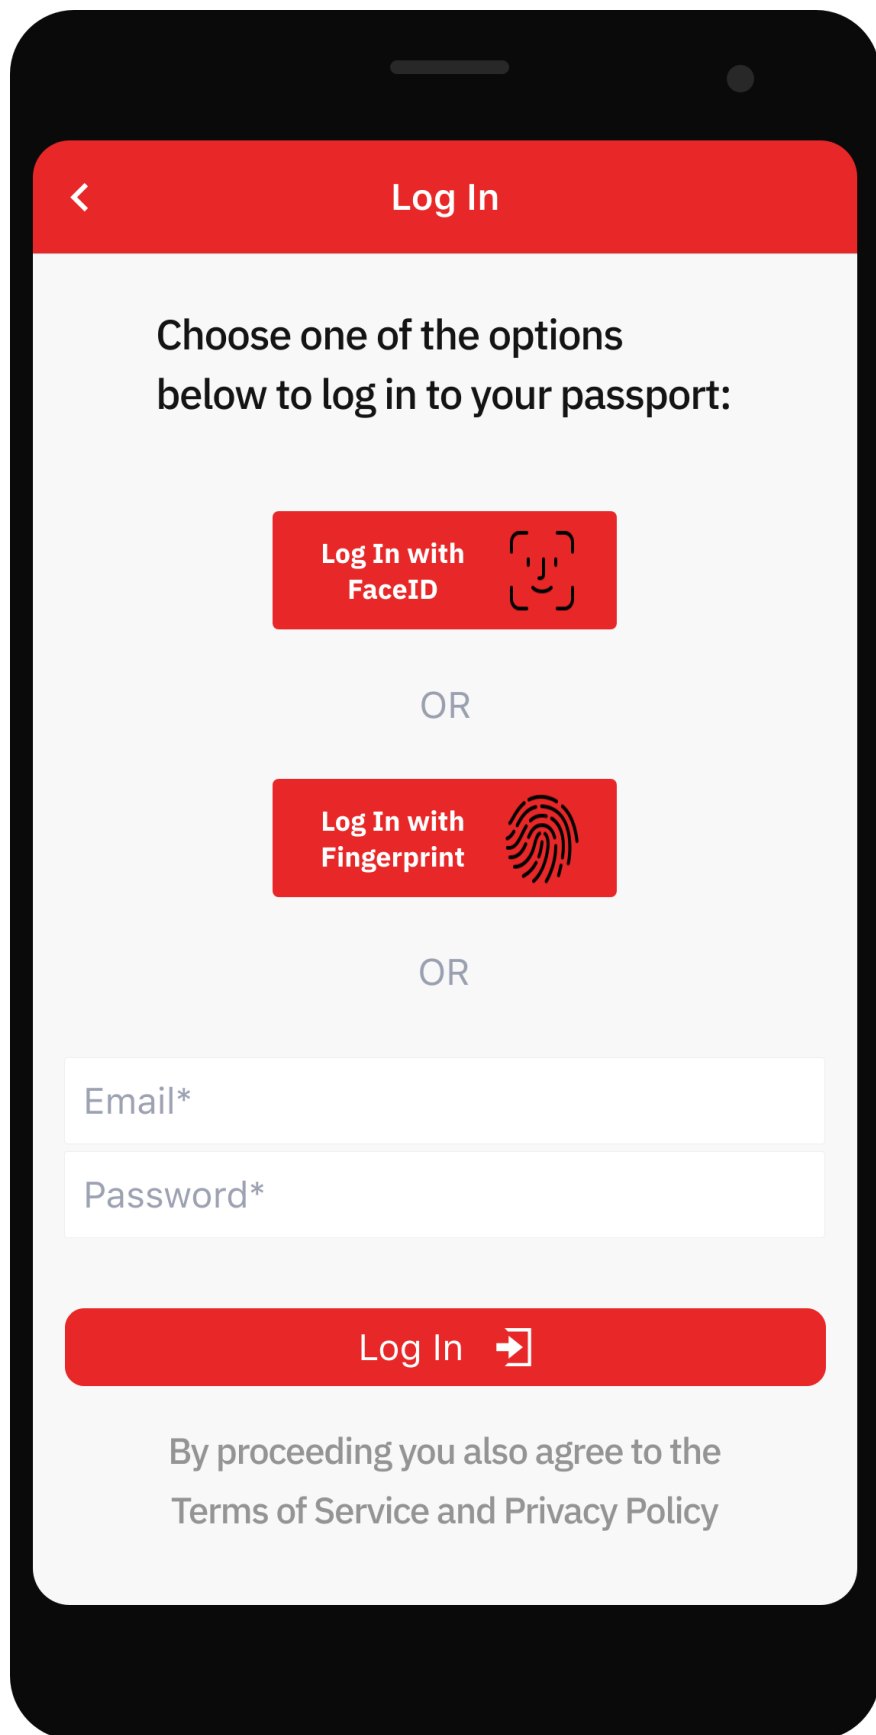 Log In
Choose one of the options
below to log in to your passport:
Log In with
FaceID
OR
Log In with
Fingerprint
OR
Email*
Password*
Log In
By proceeding you also agree to the
Terms of Service and Privacy Policy